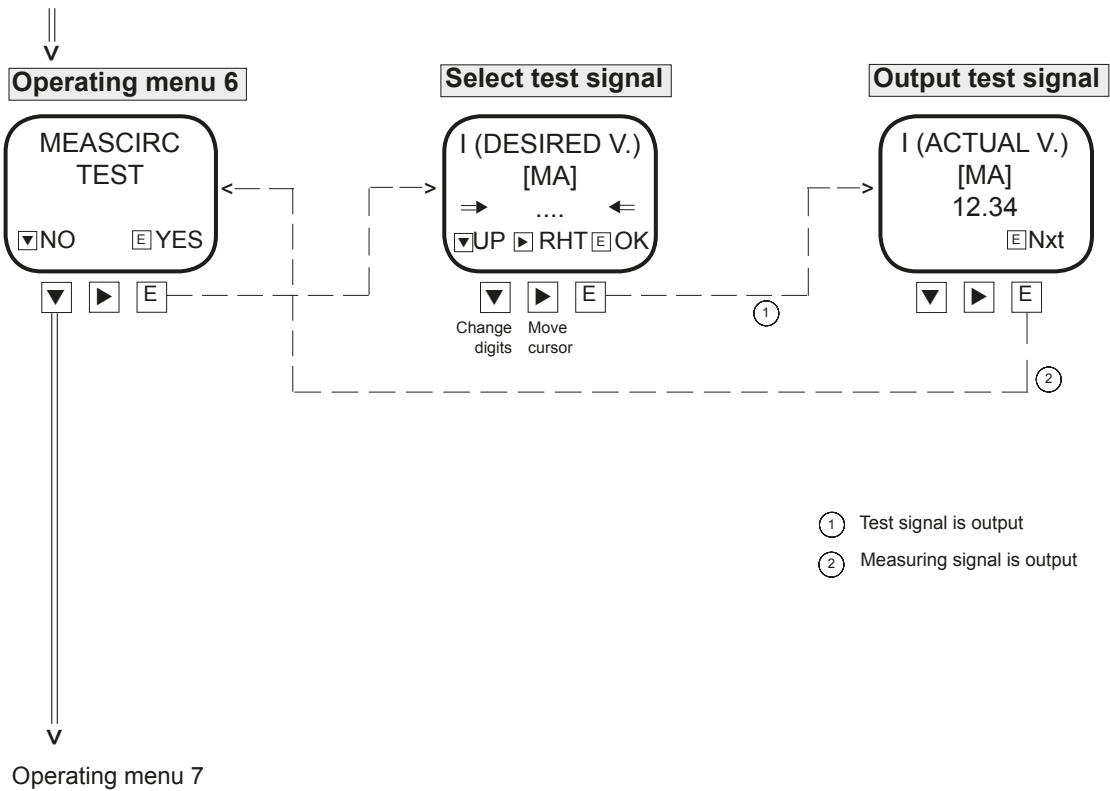 Operating menu 6
MEASCIRC
TEST
▼NO E YES
▼ ▶ E
Select test signal
I (DESIRED V.)
[MA]
⇒ .... ⇐
▼UP ▶ RHT E OK
▼ ▶ E
Change digits
Move cursor
1
Output test signal
I (ACTUAL V.)
[MA]
12.34
E Nxt
▼ ▶ E
2
1 Test signal is output
2 Measuring signal is output
Operating menu 7